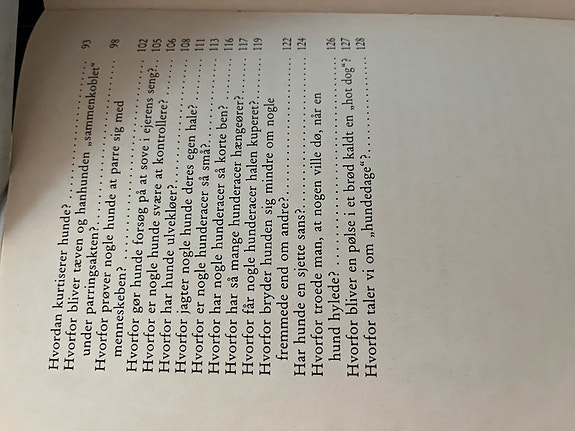 Hvordan kurtiserer hunde? 93
Hvorfor bliver tæven og hanhunden „sammenkoblet“
under parringsakten? 98
Hvorfor prøver nogle hunde at parre sig med
menneskeben? 102
Hvorfor gør hunde forsøg på at sove i ejerens seng? 105
Hvorfor er nogle hunde svære at kontrollere? 106
Hvorfor har hunde ulvekløer? 108
Hvorfor jagter nogle hunde deres egen hale? 111
Hvorfor er nogle hunderacer så små? 113
Hvorfor har nogle hunderacer så korte ben? 116
Hvorfor har så mange hunderacer hængeører? 117
Hvorfor får nogle hunderacer halen kuperet? 119
Hvorfor bryder hunden sig mindre om nogle
fremmede end om andre? 122
Har hunde en sjette sans? 124
Hvorfor troede man, at nogen ville dø, når en
hund hylede? 126
Hvorfor bliver en pølse i et brød kaldt en „hot dog“? 127
Hvorfor taler vi om „hundedage“? 128